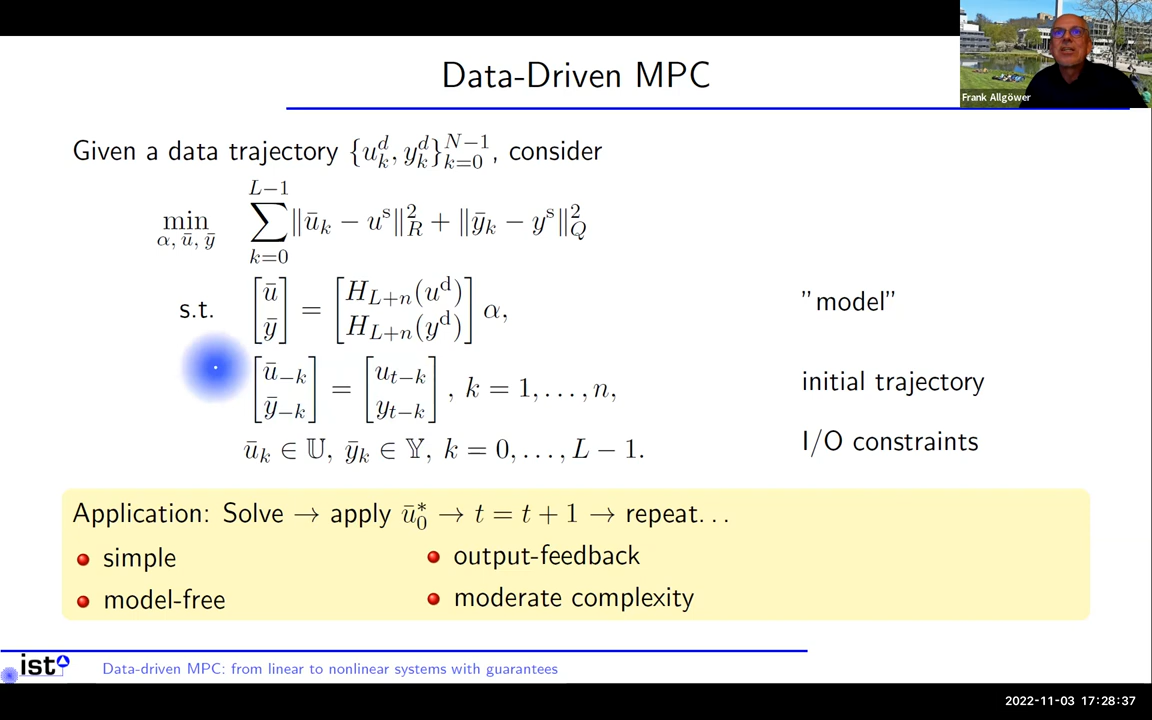 Frank Allgöwer
Data-Driven MPC
Given a data trajectory {u_k^d, y_k^d}_{k=0}^{N−1}, consider
min_{α, ū, ȳ} ∑_{k=0}^{L−1} ‖ū_k − u^s‖_R^2 + ‖ȳ_k − y^s‖_Q^2
s.t. [ū; ȳ] = [H_{L+n}(u^d); H_{L+n}(y^d)] α, "model"
[ū_{−k}; ȳ_{−k}] = [u_{t−k}; y_{t−k}], k = 1, . . . , n, initial trajectory
ū_k ∈ 𝕌, ȳ_k ∈ 𝕐, k = 0, . . . , L − 1. I/O constraints
Application: Solve → apply ū_0^* → t = t + 1 → repeat. . .
simple
output-feedback
model-free
moderate complexity
ist
Data-driven MPC: from linear to nonlinear systems with guarantees
2022-11-03 17:28:37